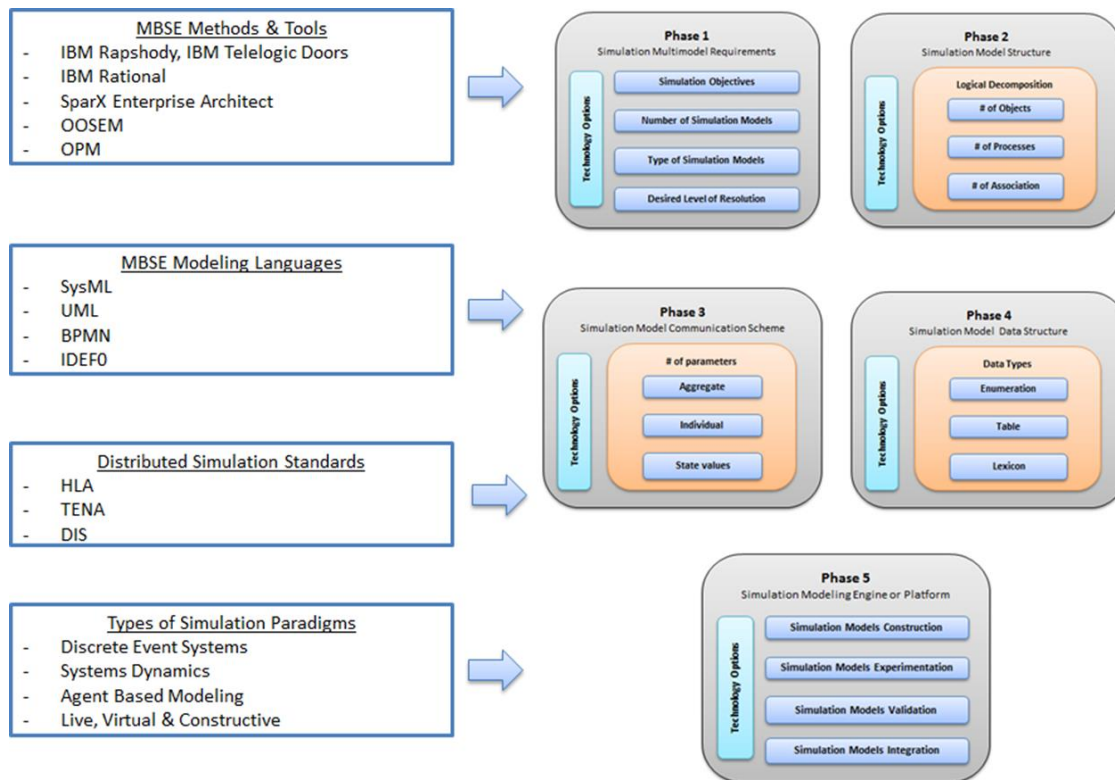 MBSE Methods & Tools
- IBM Rapshody, IBM Telelogic Doors
- IBM Rational
- SparX Enterprise Architect
- OOSEM
- OPM
MBSE Modeling Languages
- SysML
- UML
- BPMN
- IDEF0
Distributed Simulation Standards
- HLA
- TENA
- DIS
Types of Simulation Paradigms
- Discrete Event Systems
- Systems Dynamics
- Agent Based Modeling
- Live, Virtual & Constructive
Phase 1
Simulation Multimodel Requirements
Technology Options
Simulation Objectives
Number of Simulation Models
Type of Simulation Models
Desired Level of Resolution
Phase 2
Simulation Model Structure
Technology Options
Logical Decomposition
# of Objects
# of Processes
# of Association
Phase 3
Simulation Model Communication Scheme
Technology Options
# of parameters
Aggregate
Individual
State values
Phase 4
Simulation Model Data Structure
Technology Options
Data Types
Enumeration
Table
Lexicon
Phase 5
Simulation Modeling Engine or Platform
Technology Options
Simulation Models Construction
Simulation Models Experimentation
Simulation Models Validation
Simulation Models Integration